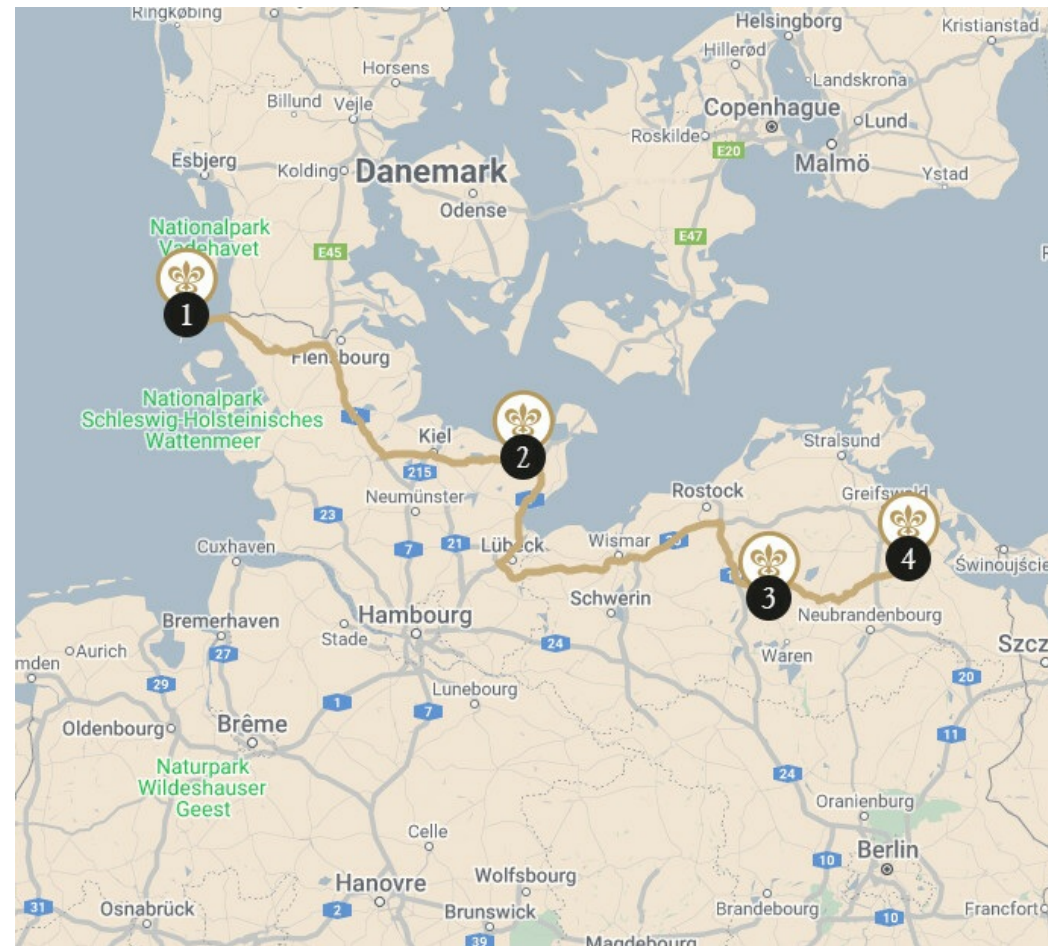 Ringkøbing
Helsingborg
Kristianstad
Hillerød
Horsens
Landskrona
Billund
Vejle
Copenhague
Lund
Roskilde
E20
Malmö
Esbjerg
Kolding
Danemark
Ystad
Odense
Nationalpark
Vadehavet
E47
E45
1
Flensbourg
Nationalpark
Schleswig-Holsteinisches
Wattenmeer
Kiel
2
Stralsund
215
Neumünster
Rostock
Greifswald
23
7
21
Lübeck
Wismar
4
Świnoujście
Cuxhaven
Schwerin
3
Neubrandenbourg
Bremerhaven
Stade
Hambourg
Aurich
24
Waren
Szcz
mden
27
29
Lunebourg
20
1
7
Oldenbourg
Brême
11
Naturpark
Wildeshauser
Geest
24
Oranienburg
Celle
Berlin
10
Hanovre
Wolfsbourg
31
Osnabrück
2
Brunswick
Brandebourg
10
Francfort
39
Magdebourg